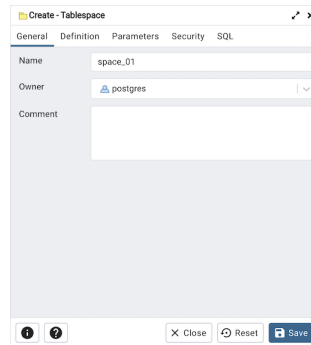 Create - Tablespace
General Definition Parameters Security SQL
Name space_01
Owner postgres
Comment
Close Reset Save